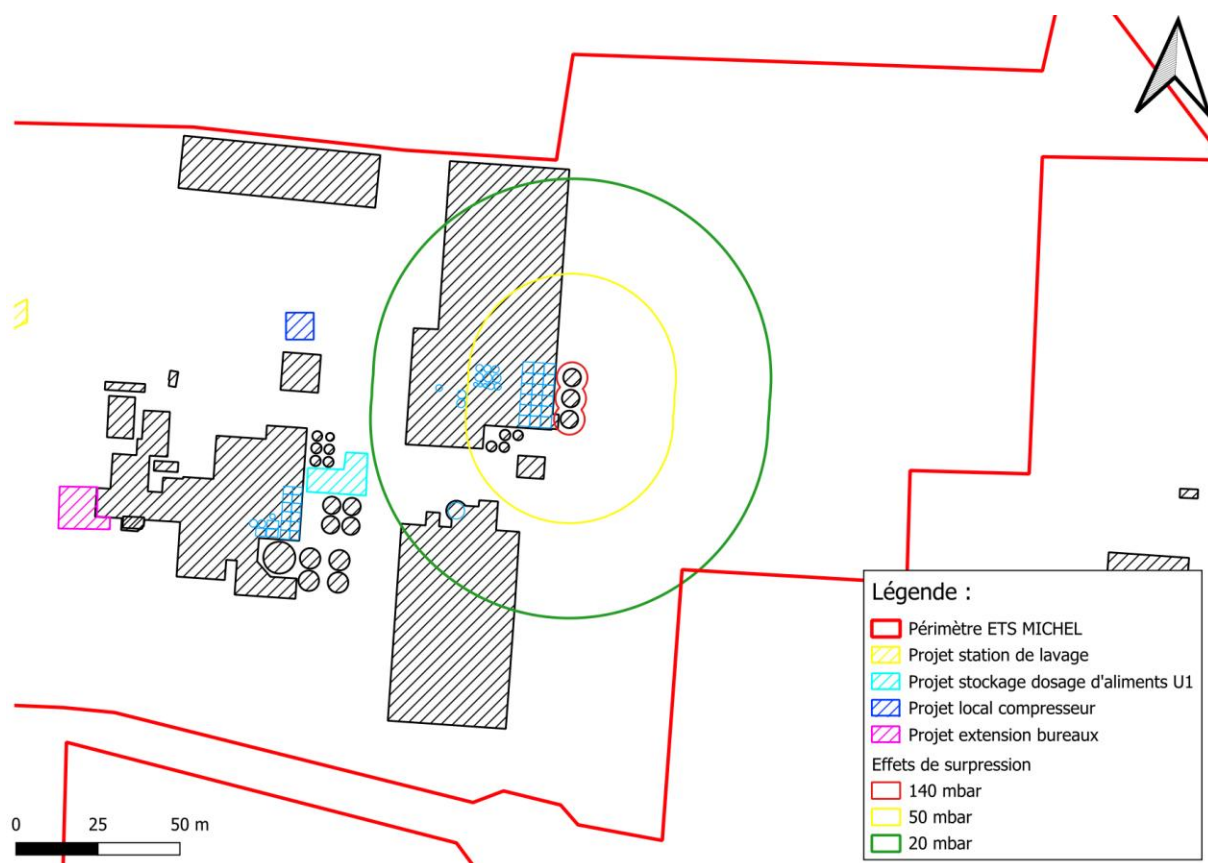 Légende :
Périmètre ETS MICHEL
Projet station de lavage
Projet stockage dosage d'aliments U1
Projet local compresseur
Projet extension bureaux
Effets de surpression
140 mbar
50 mbar
20 mbar
0 25 50 m